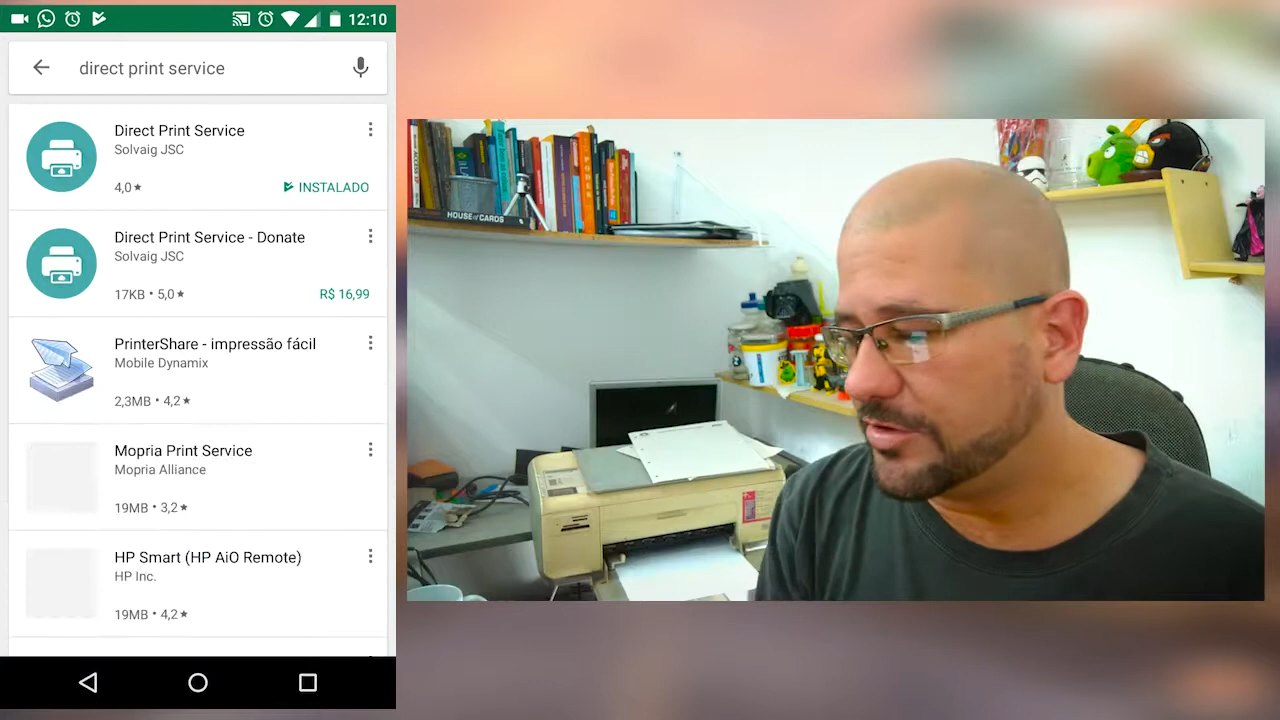 12:10
direct print service
Direct Print Service
Solvaig JSC
4,0★
INSTALADO
Direct Print Service - Donate
Solvaig JSC
17KB • 5,0★
R$ 16,99
PrinterShare - impressão fácil
Mobile Dynamix
2,3MB • 4,2★
Mopria Print Service
Mopria Alliance
19MB • 3,2★
HP Smart (HP AiO Remote)
HP Inc.
19MB • 4,2★
HOUSE of CARDS